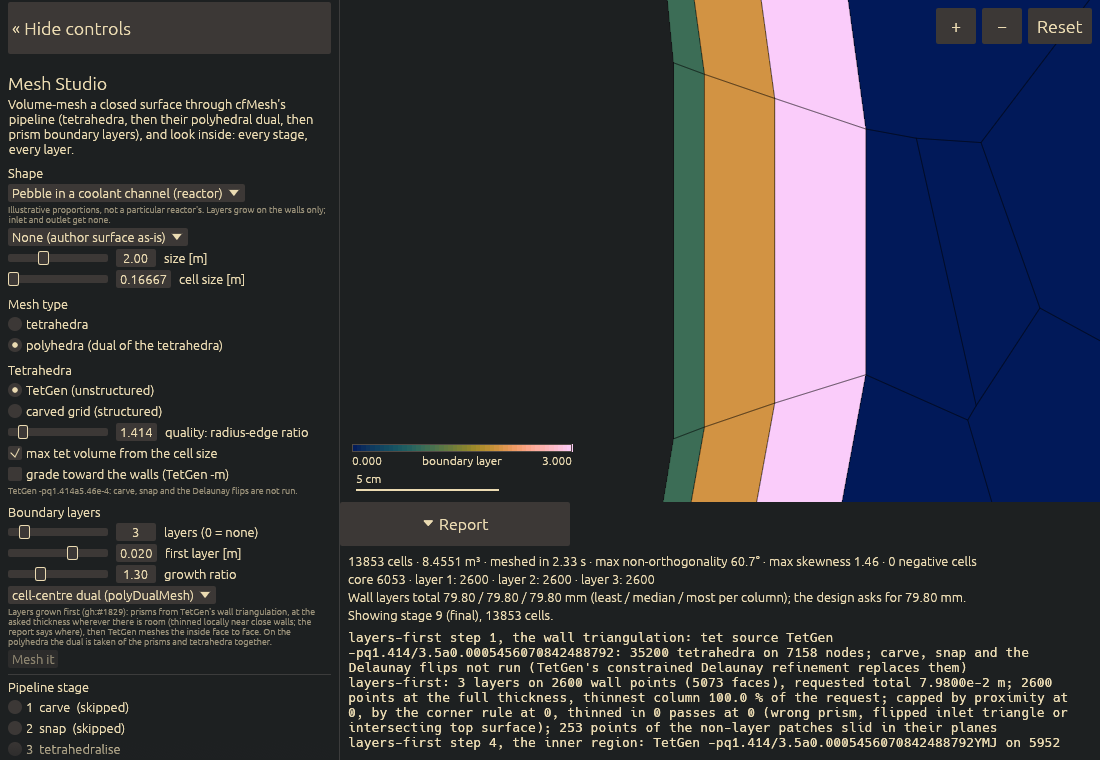 « Hide controls
+
−
Reset
Mesh Studio
Volume-mesh a closed surface through cfMesh's
pipeline (tetrahedra, then their polyhedral dual, then
prism boundary layers), and look inside: every stage,
every layer.
Shape
Pebble in a coolant channel (reactor)
Illustrative proportions, not a particular reactor's. Layers grow on the walls only;
inlet and outlet get none.
None (author surface as-is)
2.00 size [m]
0.16667 cell size [m]
Mesh type
tetrahedra
polyhedra (dual of the tetrahedra)
Tetrahedra
TetGen (unstructured)
carved grid (structured)
1.414 quality: radius-edge ratio
max tet volume from the cell size
grade toward the walls (TetGen -m)
TetGen -pq1.414a5.46e-4: carve, snap and the Delaunay flips are not run.
Boundary layers
3 layers (0 = none)
0.020 first layer [m]
1.30 growth ratio
cell-centre dual (polyDualMesh)
Layers grown first (gh:#1829): prisms from TetGen's wall triangulation, at the
asked thickness wherever there is room (thinned locally near close walls; the
report says where), then TetGen meshes the inside face to face. On the
polyhedra the dual is taken of the prisms and tetrahedra together.
Mesh it
Pipeline stage
1 carve (skipped)
2 snap (skipped)
3 tetrahedralise
0.000 boundary layer 3.000
5 cm
Report
13853 cells · 8.4551 m³ · meshed in 2.33 s · max non-orthogonality 60.7° · max skewness 1.46 · 0 negative cells
core 6053 · layer 1: 2600 · layer 2: 2600 · layer 3: 2600
Wall layers total 79.80 / 79.80 / 79.80 mm (least / median / most per column); the design asks for 79.80 mm.
Showing stage 9 (final), 13853 cells.
layers-first step 1, the wall triangulation: tet source TetGen
-pq1.414/3.5a0.0005456070842488792: 35200 tetrahedra on 7158 nodes; carve, snap and the
Delaunay flips not run (TetGen's constrained Delaunay refinement replaces them)
layers-first: 3 layers on 2600 wall points (5073 faces), requested total 7.9800e-2 m; 2600
points at the full thickness, thinnest column 100.0 % of the request; capped by proximity at
0, by the corner rule at 0, thinned in 0 passes at 0 (wrong prism, flipped inlet triangle or
intersecting top surface); 253 points of the non-layer patches slid in their planes
layers-first step 4, the inner region: TetGen -pq1.414/3.5a0.0005456070842488792YMJ on 5952